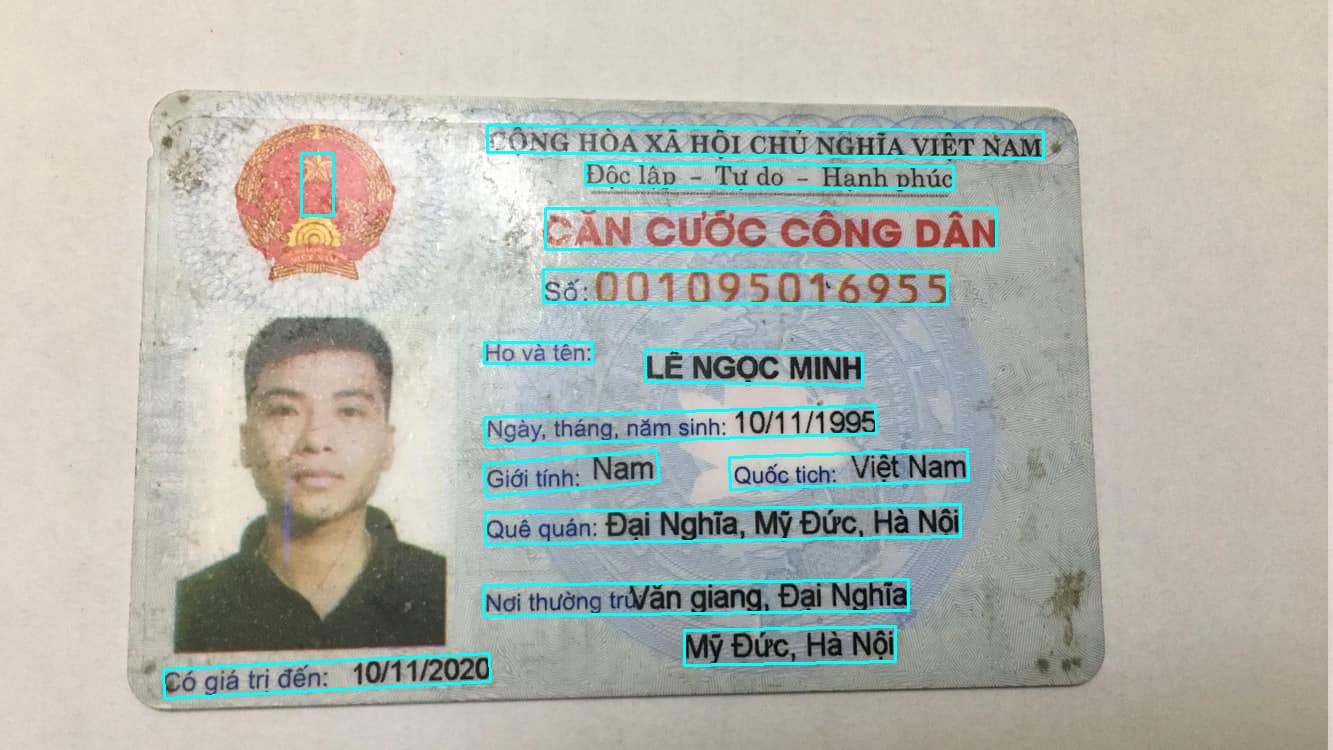 CỘNG HÒA XÃ HỘI CHỦ NGHĨA VIỆT NAM
Độc lập - Tự do - Hạnh phúc
CĂN CƯỚC CÔNG DÂN
Số: 001095016955
Họ và tên: LÊ NGỌC MINH
Ngày, tháng, năm sinh: 10/11/1995
Giới tính: Nam Quốc tịch: Việt Nam
Quê quán: Đại Nghĩa, Mỹ Đức, Hà Nôi
Nơi thường trú: Văn giang, Đại Nghĩa
Mỹ Đức, Hà Nội
Có giá trị đến: 10/11/2020